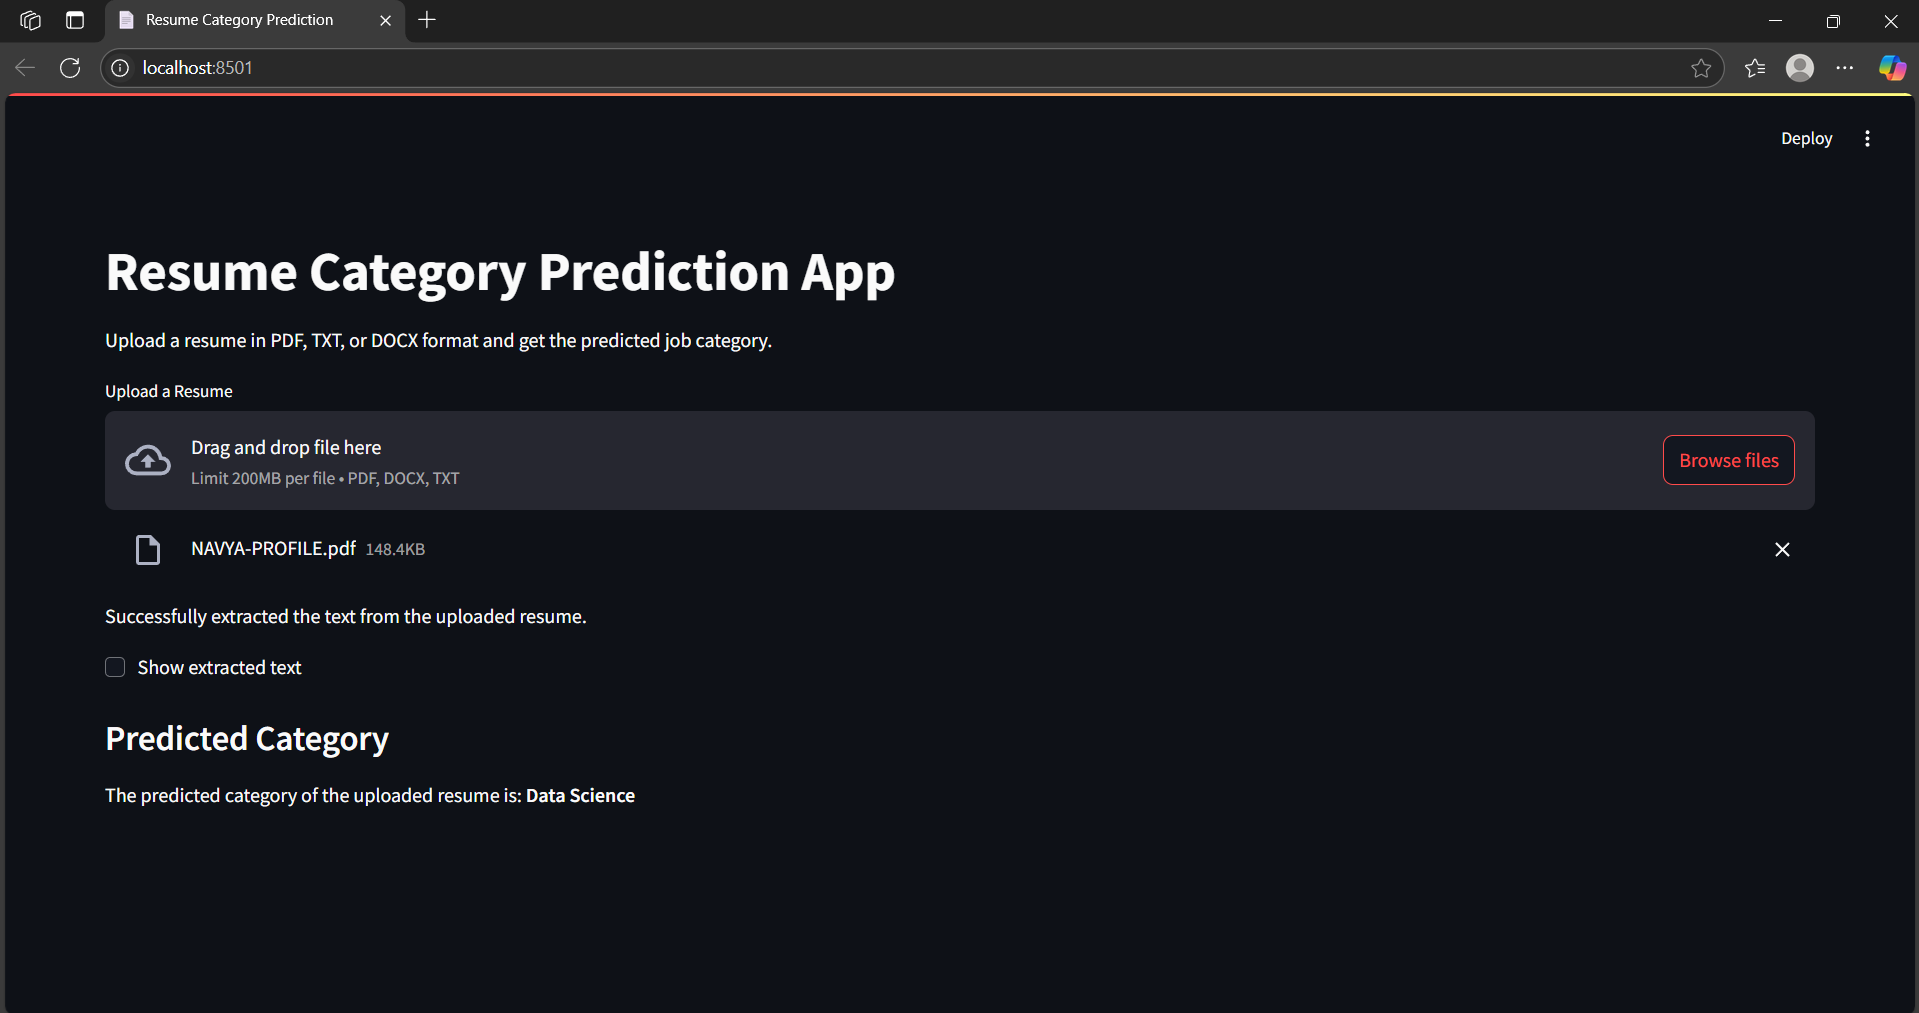 Resume Category Prediction
localhost:8501
Deploy
Resume Category Prediction App
Upload a resume in PDF, TXT, or DOCX format and get the predicted job category.
Upload a Resume
Drag and drop file here
Limit 200MB per file • PDF, DOCX, TXT
Browse files
NAVYA-PROFILE.pdf 148.4KB
Successfully extracted the text from the uploaded resume.
Show extracted text
Predicted Category
The predicted category of the uploaded resume is: Data Science